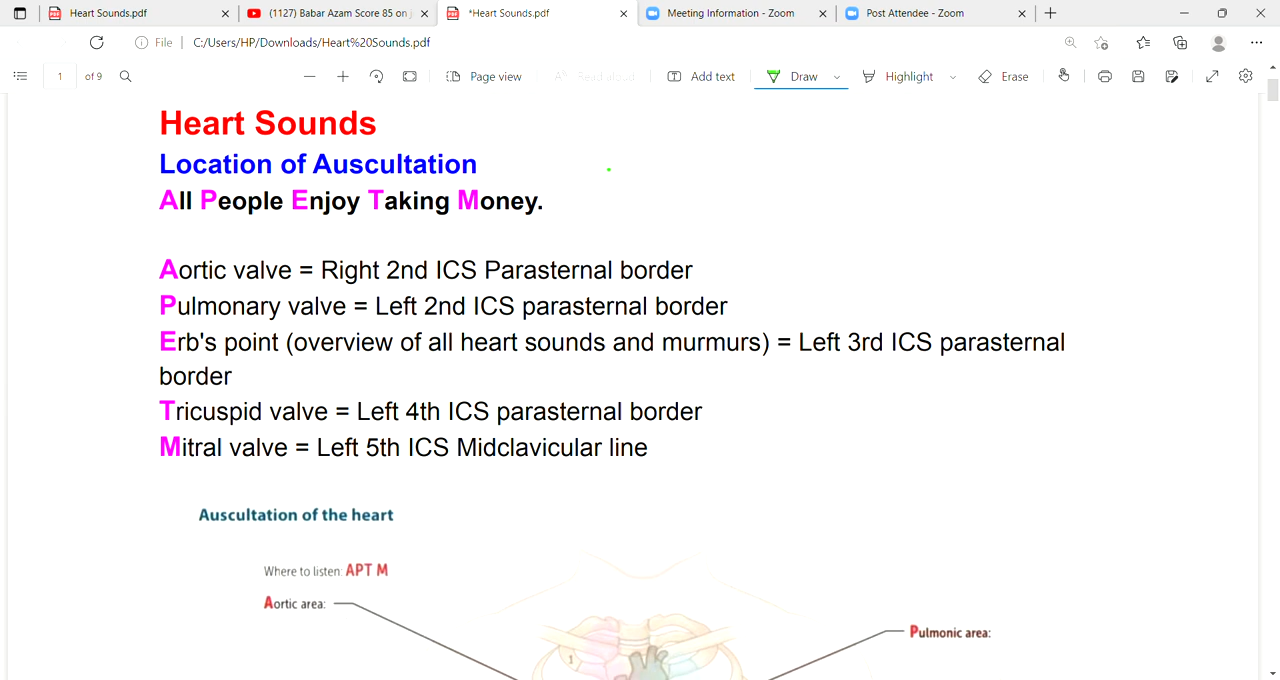 Heart Sounds.pdf
(1127) Babar Azam Score 85 on
*Heart Sounds.pdf
Meeting Information - Zoom
Post Attendee - Zoom
File
C:/Users/HP/Downloads/Heart%20Sounds.pdf
1 of 9
Page view
Read aloud
Add text
Draw
Highlight
Erase
Heart Sounds
Location of Auscultation
All People Enjoy Taking Money.
Aortic valve = Right 2nd ICS Parasternal border
Pulmonary valve = Left 2nd ICS parasternal border
Erb's point (overview of all heart sounds and murmurs) = Left 3rd ICS parasternal
border
Tricuspid valve = Left 4th ICS parasternal border
Mitral valve = Left 5th ICS Midclavicular line
Auscultation of the heart
Where to listen: APT M
Aortic area:
Pulmonic area:
1